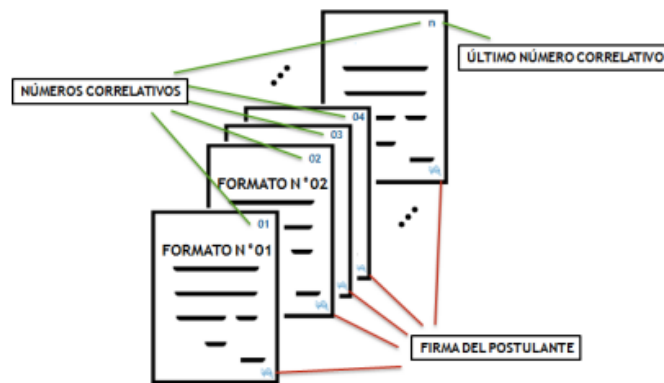 n
ÚLTIMO NÚMERO CORRELATIVO
NÚMEROS CORRELATIVOS
04
03
02
FORMATO N°02
01
FORMATO N°01
FIRMA DEL POSTULANTE